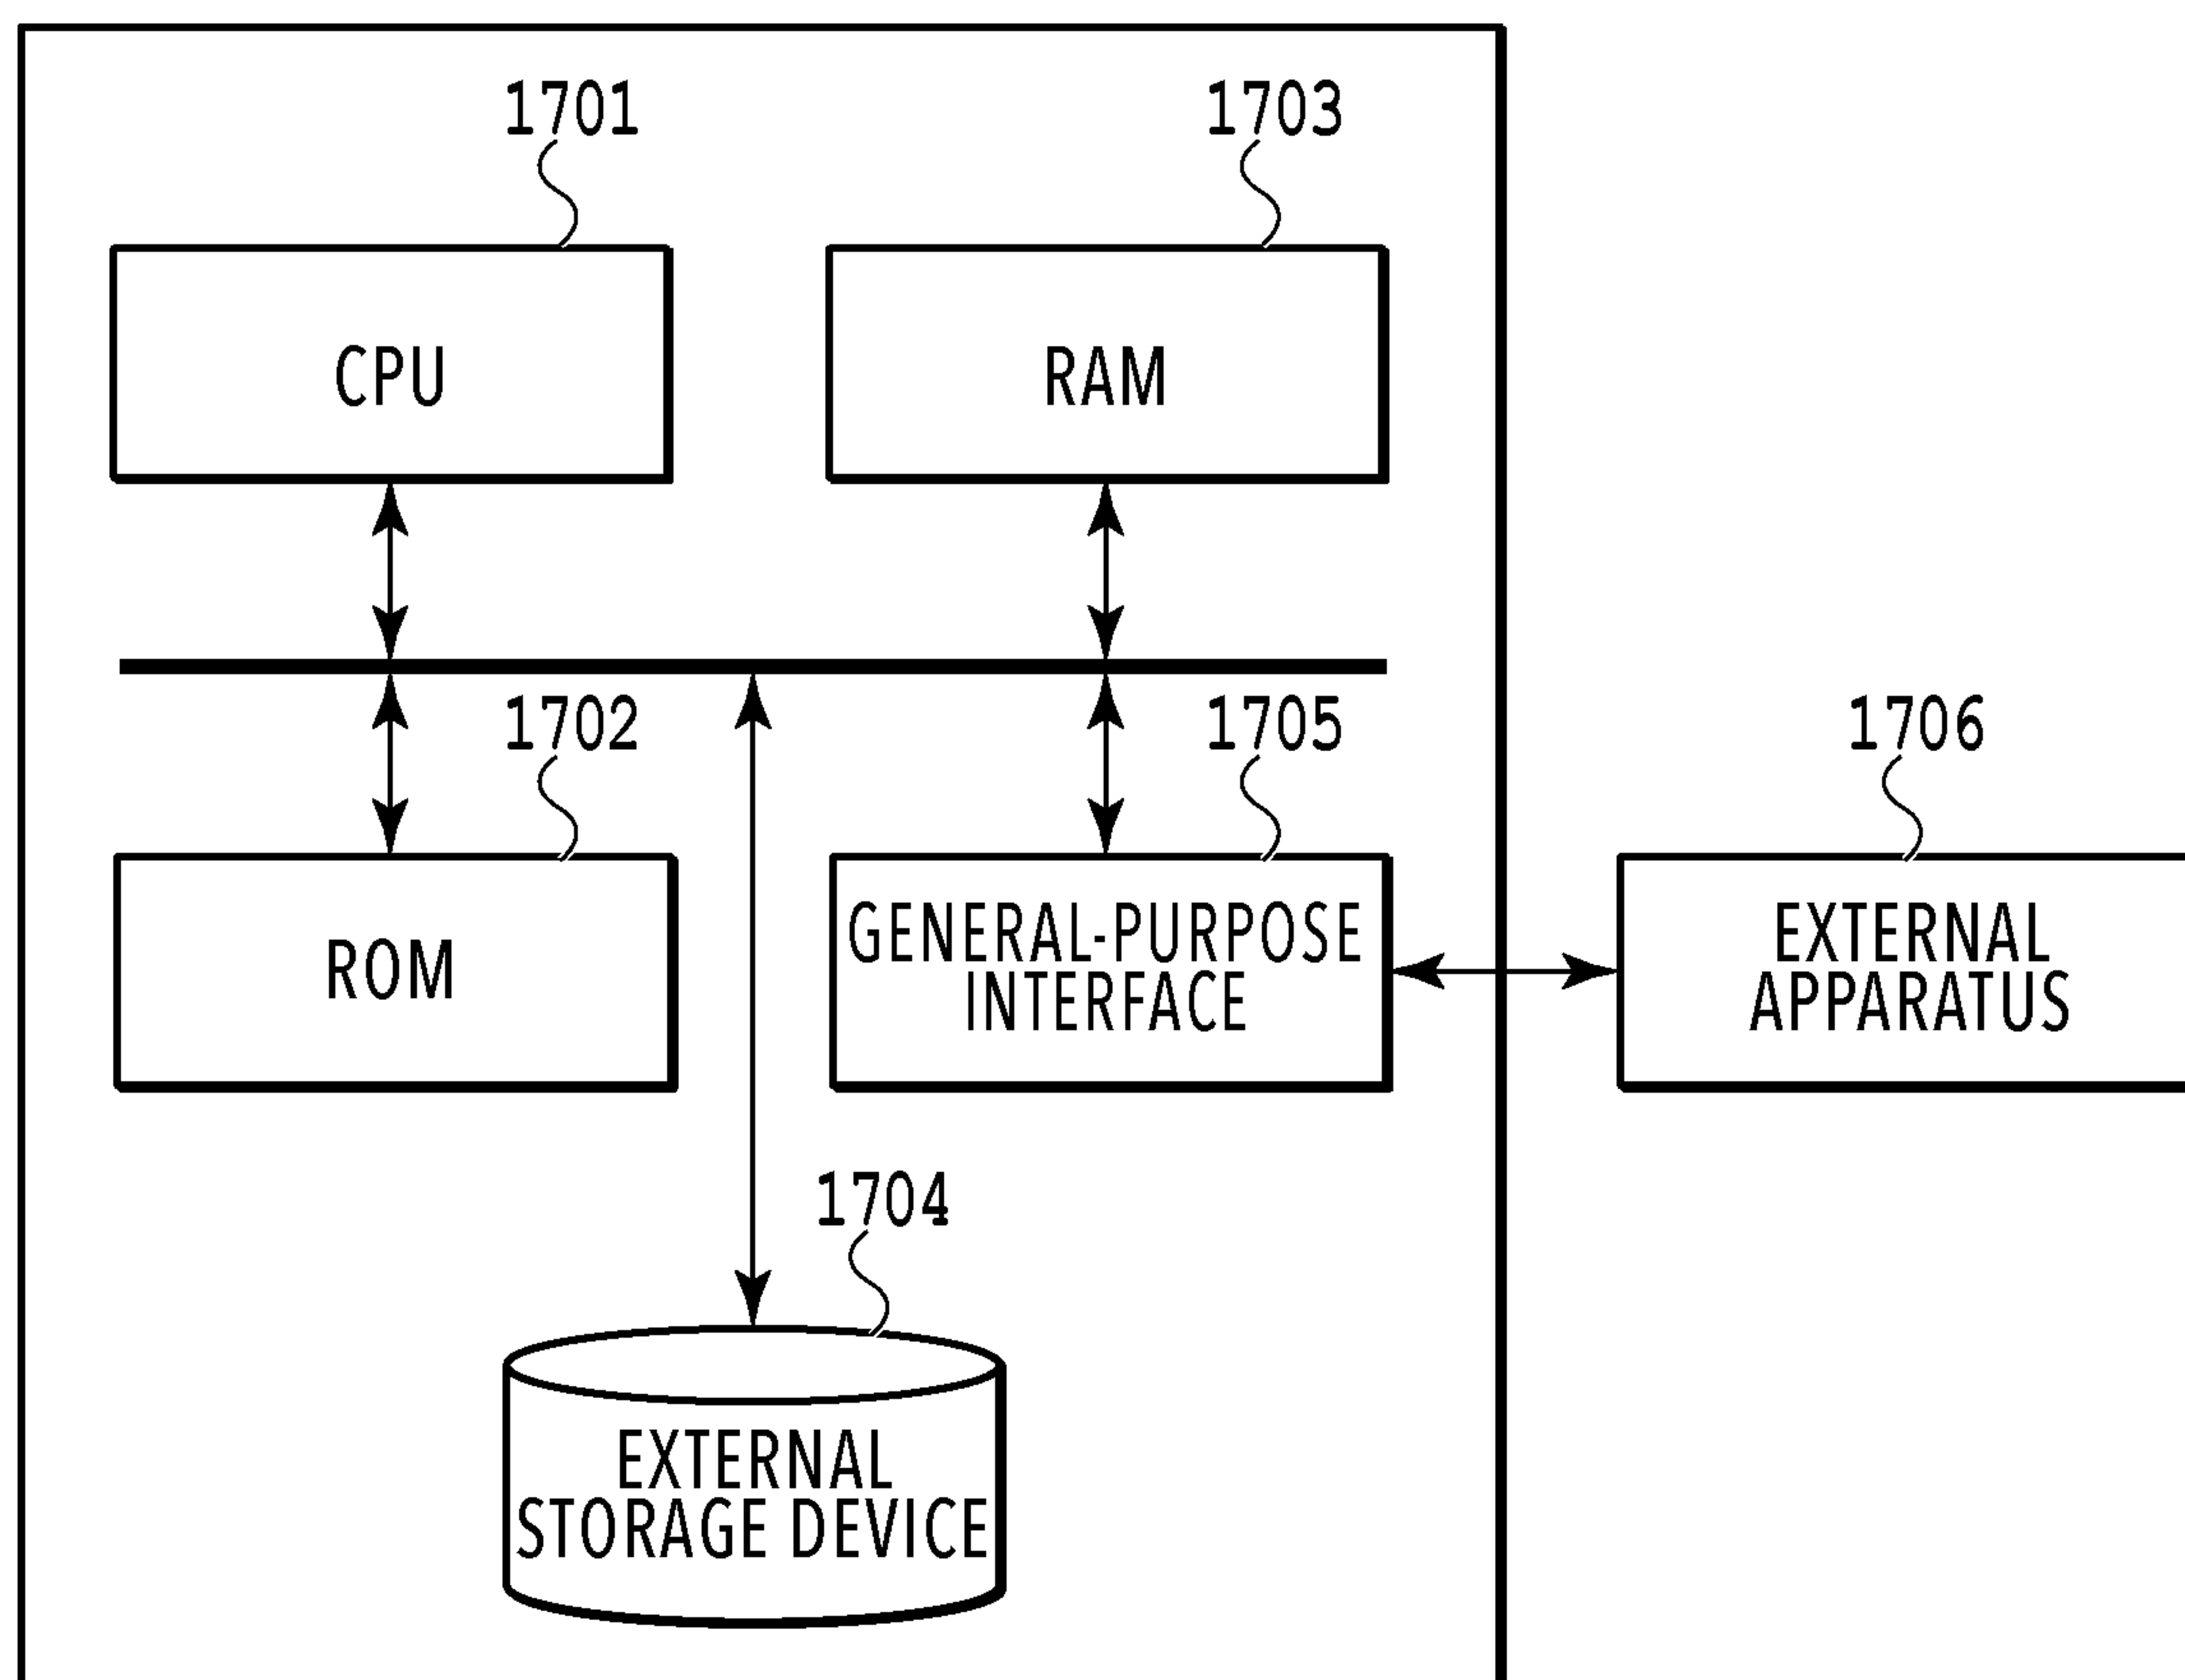 1701
1703
CPU
RAM
1702
1705
1706
ROM
GENERAL-PURPOSE
INTERFACE
EXTERNAL
APPARATUS
1704
EXTERNAL
STORAGE DEVICE